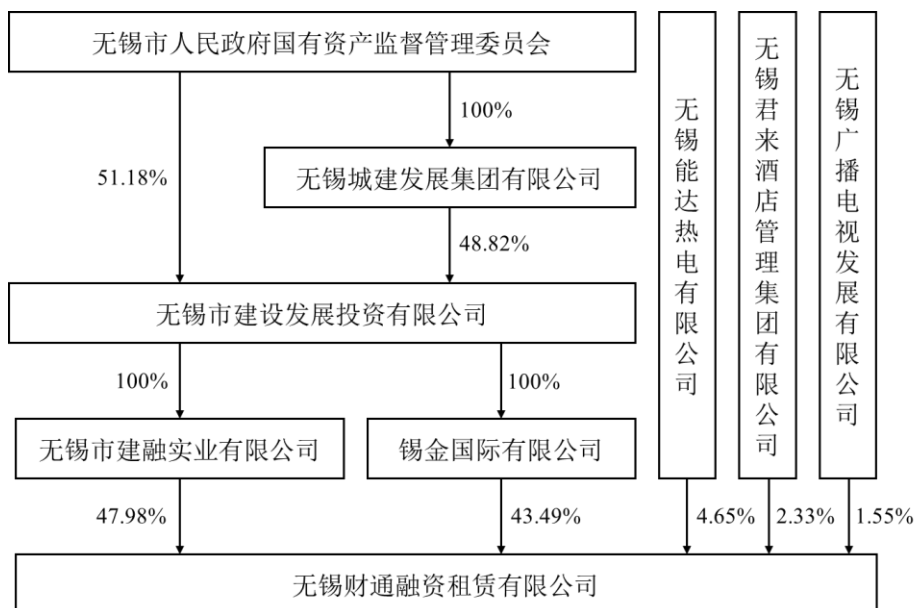 无锡市人民政府国有资产监督管理委员会
100%
51.18%
无锡城建发展集团有限公司
48.82%
无锡市建设发展投资有限公司
100%
100%
无锡市建融实业有限公司
锡金国际有限公司
无锡能达热电有限公司
无锡君来酒店管理集团有限公司
无锡广播电视发展有限公司
47.98%
43.49%
4.65%
2.33%
1.55%
无锡财通融资租赁有限公司